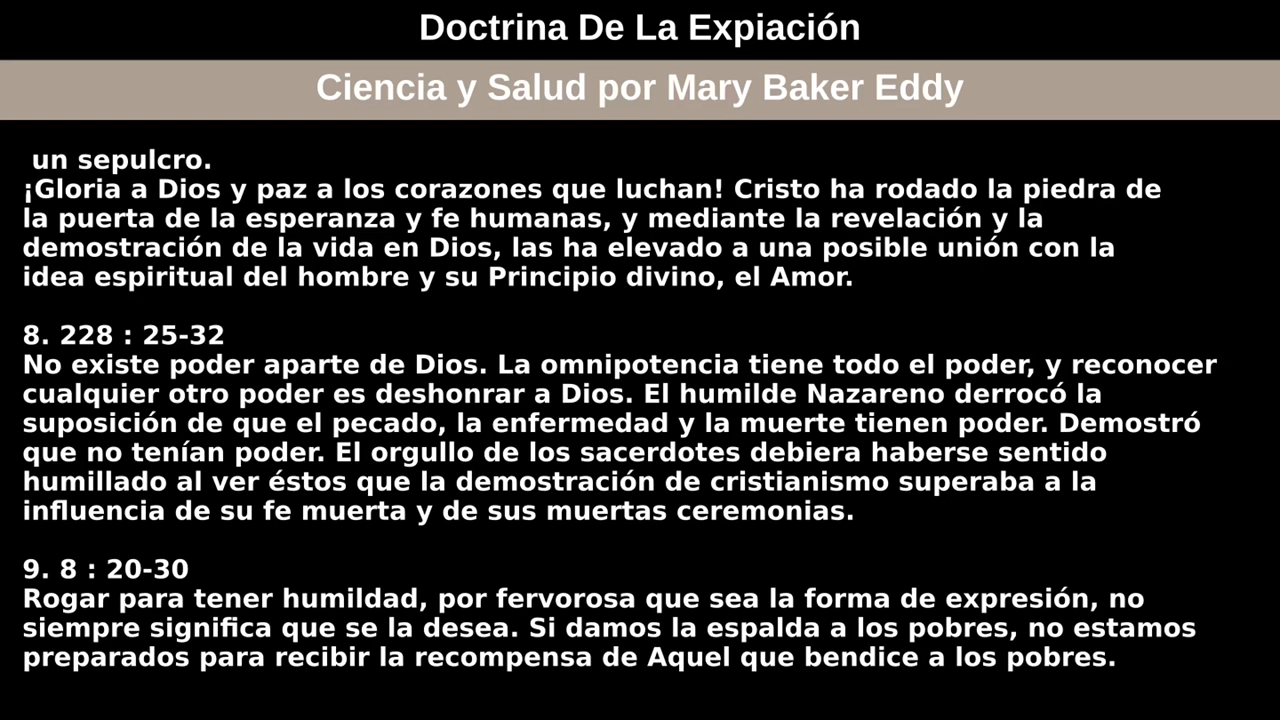 Doctrina De La Expiación
Ciencia y Salud por Mary Baker Eddy
un sepulcro.
¡Gloria a Dios y paz a los corazones que luchan! Cristo ha rodado la piedra de
la puerta de la esperanza y fe humanas, y mediante la revelación y la
demostración de la vida en Dios, las ha elevado a una posible unión con la
idea espiritual del hombre y su Principio divino, el Amor.
8. 228 : 25-32
No existe poder aparte de Dios. La omnipotencia tiene todo el poder, y reconocer
cualquier otro poder es deshonrar a Dios. El humilde Nazareno derrocó la
suposición de que el pecado, la enfermedad y la muerte tienen poder. Demostró
que no tenían poder. El orgullo de los sacerdotes debiera haberse sentido
humillado al ver éstos que la demostración de cristianismo superaba a la
influencia de su fe muerta y de sus muertas ceremonias.
9. 8 : 20-30
Rogar para tener humildad, por fervorosa que sea la forma de expresión, no
siempre significa que se la desea. Si damos la espalda a los pobres, no estamos
preparados para recibir la recompensa de Aquel que bendice a los pobres.